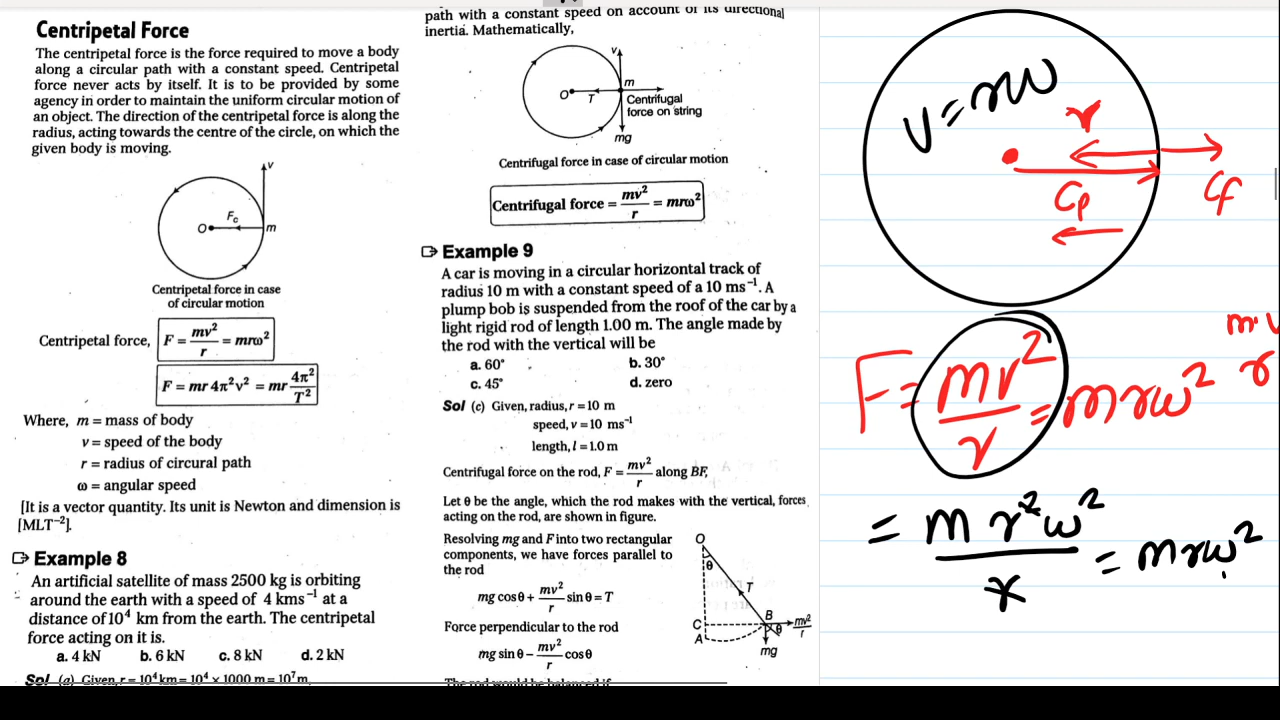 Centripetal Force
The centripetal force is the force required to move a body
along a circular path with a constant speed. Centripetal
force never acts by itself. It is to be provided by some
agency in order to maintain the uniform circular motion of
an object. The direction of the centripetal force is along the
radius, acting towards the centre of the circle, on which the
given body is moving.
v
Fc
O
m
Centripetal force in case
of circular motion
Centripetal force, F = mv²/r = mrω²
F = mr 4π²ν² = mr 4π²/T²
Where, m = mass of body
v = speed of the body
r = radius of circural path
ω = angular speed
[It is a vector quantity. Its unit is Newton and dimension is
[MLT⁻²].
Example 8
An artificial satellite of mass 2500 kg is orbiting
around the earth with a speed of 4 kms⁻¹ at a
distance of 10⁴ km from the earth. The centripetal
force acting on it is.
a. 4 kN b. 6 kN c. 8 kN d. 2 kN
Sol (a) Given, r = 10⁴ km = 10⁴ × 1000 m = 10⁷ m,
path with a constant speed on account of its directional
inertia. Mathematically,
v
m
O
T
Centrifugal
force on string
mg
Centrifugal force in case of circular motion
Centrifugal force = mv²/r = mrω²
Example 9
A car is moving in a circular horizontal track of
radius 10 m with a constant speed of a 10 ms⁻¹. A
plump bob is suspended from the roof of the car by a
light rigid rod of length 1.00 m. The angle made by
the rod with the vertical will be
a. 60° b. 30°
c. 45° d. zero
Sol (c) Given, radius, r = 10 m
speed, v = 10 ms⁻¹
length, l = 1.0 m
Centrifugal force on the rod, F = mv²/r along BF,
Let θ be the angle, which the rod makes with the vertical, forces
acting on the rod, are shown in figure.
Resolving mg and F into two rectangular
components, we have forces parallel to
the rod
mg cosθ + mv²/r sinθ = T
Force perpendicular to the rod
mg sinθ – mv²/r cosθ
The rod would be balanced if
O
θ
T
C
B
θ
mv²/r
A
mg
v = rω
r
Cp
Cf
F = mv²/r = mrω²
m v
r
= m r²ω²/r = mrω²